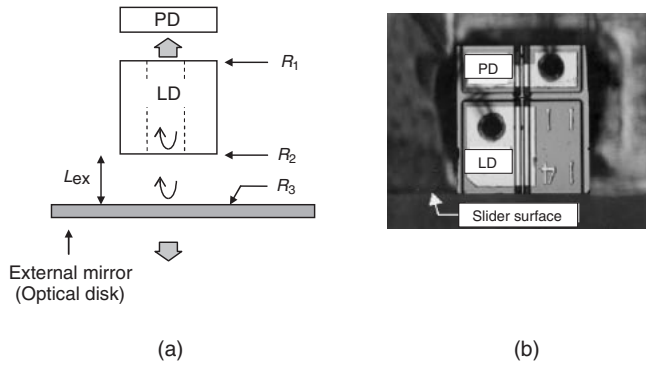 PD
R1
LD
R2
Lex
R3
External mirror
(Optical disk)
(a)
PD
LD
Slider surface
(b)